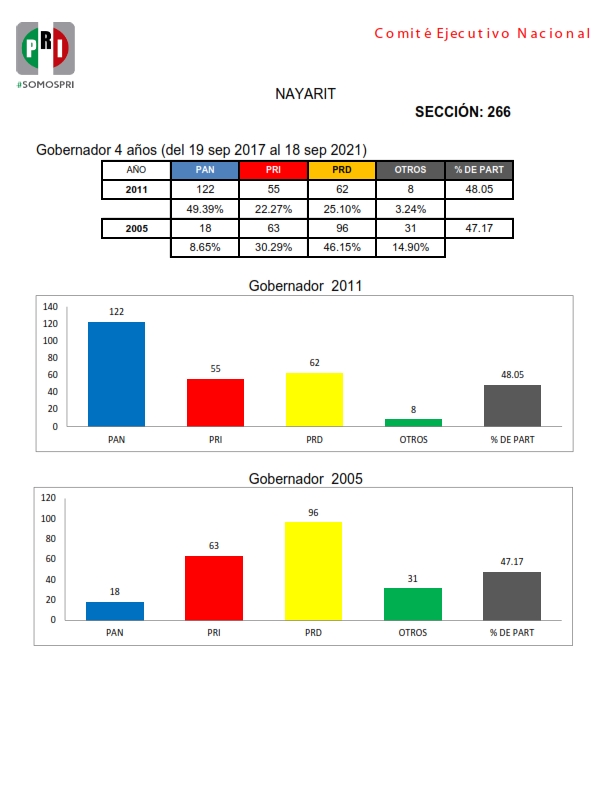 PRI
#SOMOSPRI
Comité Ejecutivo Nacional
NAYARIT
SECCIÓN: 266
Gobernador 4 años (del 19 sep 2017 al 18 sep 2021)
AÑO PAN PRI PRD OTROS % DE PART
2011 122 55 62 8 48.05
49.39% 22.27% 25.10% 3.24%
2005 18 63 96 31 47.17
8.65% 30.29% 46.15% 14.90%
Gobernador 2011
140
120
100
80
60
40
20
0
122
55
62
8
48.05
PAN PRI PRD OTROS % DE PART
Gobernador 2005
120
100
80
60
40
20
0
18
63
96
31
47.17
PAN PRI PRD OTROS % DE PART